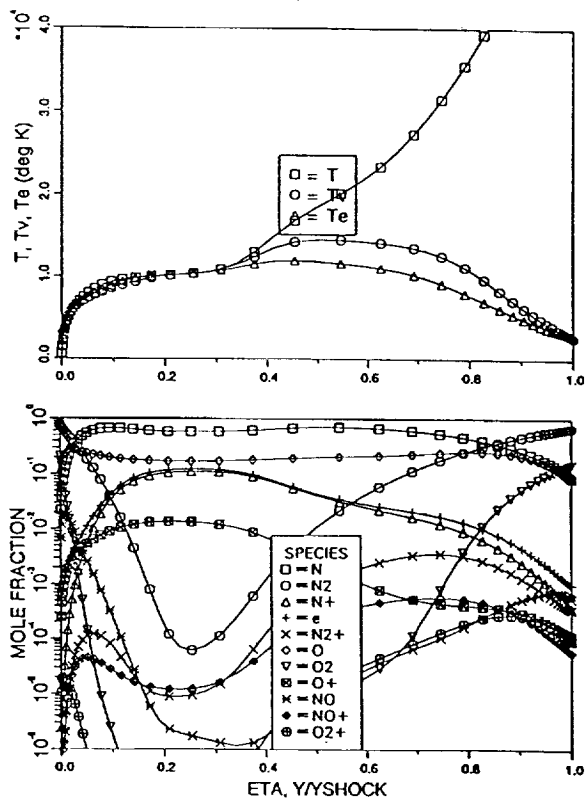 *10⁴
4.0
3.0
2.0
1.0
0.0
T, Tv, Te (deg K)
□ = T
○ = Tv
△ = Te
0.0 0.2 0.4 0.6 0.8 1.0
10⁰
10⁻¹
10⁻²
10⁻³
10⁻⁴
10⁻⁴
10⁻⁴
MOLE FRACTION
SPECIES
□ = N
○ = N2
△ = N+
+ = e
× = N2+
◇ = O
▽ = O2
⊠ = O+
✳ = NO
◆ = NO+
⊕ = O2+
0.0 0.2 0.4 0.6 0.8 1.0
ETA, Y/YSHOCK